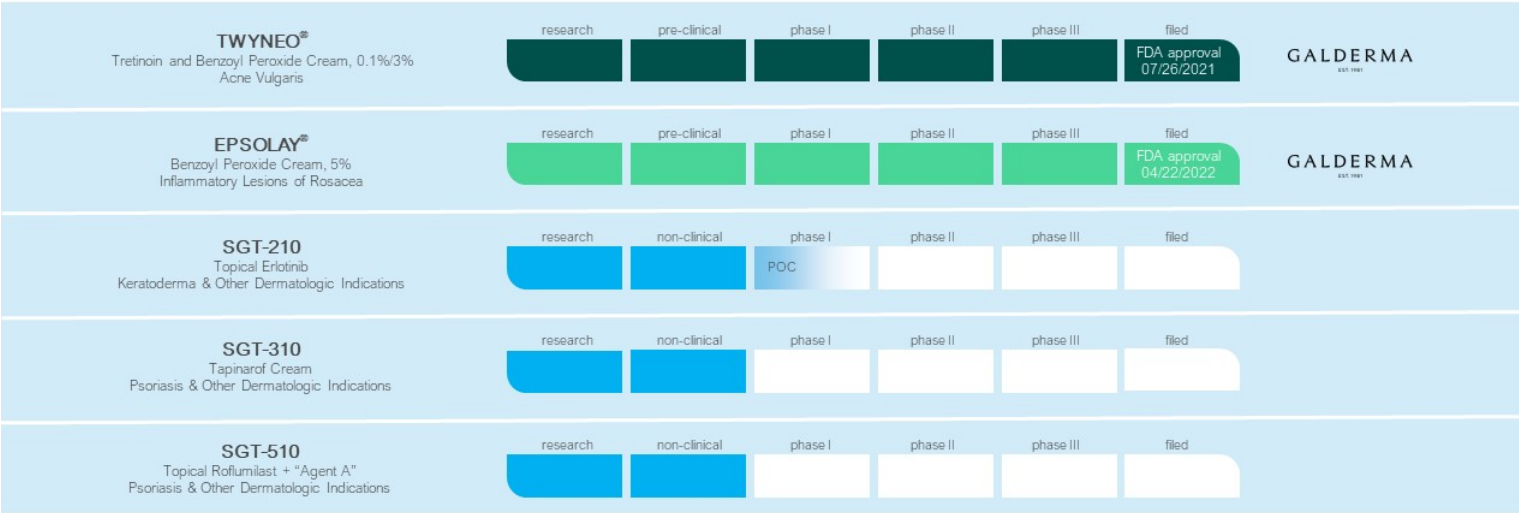 TWYNEO®
Tretinoin and Benzoyl Peroxide Cream, 0.1%/3%
Acne Vulgaris
research pre-clinical phase I phase II phase III filed
FDA approval
07/26/2021
GALDERMA
EST. 1981
EPSOLAY®
Benzoyl Peroxide Cream, 5%
Inflammatory Lesions of Rosacea
research pre-clinical phase I phase II phase III filed
FDA approval
04/22/2022
GALDERMA
EST. 1981
SGT-210
Topical Erlotinib
Keratoderma & Other Dermatologic Indications
research non-clinical phase I phase II phase III filed
POC
SGT-310
Tapinarof Cream
Psoriasis & Other Dermatologic Indications
research non-clinical phase I phase II phase III filed
SGT-510
Topical Roflumilast + “Agent A”
Psoriasis & Other Dermatologic Indications
research non-clinical phase I phase II phase III filed